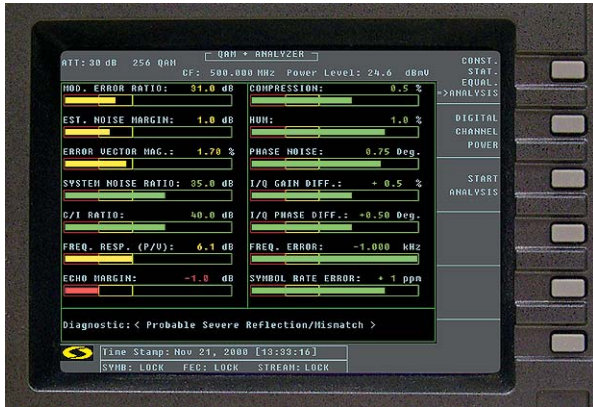 QAM + ANALYZER
ATT: 30 dB 256 QAM
CF: 500.000 MHz Power Level: 24.6 dBmV
MOD. ERROR RATIO: 31.0 dB
COMPRESSION: 0.5 %
EST. NOISE MARGIN: 1.0 dB
HUM: 1.0 %
ERROR VECTOR MAG.: 1.70 %
PHASE NOISE: 0.75 Deg.
SYSTEM NOISE RATIO: 35.0 dB
I/Q GAIN DIFF.: + 0.5 %
C/I RATIO: 40.0 dB
I/Q PHASE DIFF.: +0.50 Deg.
FREQ. RESP. (P/V): 6.1 dB
FREQ. ERROR: -1.000 kHz
ECHO MARGIN: -1.0 dB
SYMBOL RATE ERROR: + 1 ppm
Diagnostic: < Probable Severe Reflection/Mismatch >
Time Stamp: Nov 21, 2000 [13:33:16]
SYMB: LOCK FEC: LOCK STREAM: LOCK
CONST.
STAT.
EQUAL.
=>ANALYSIS
DIGITAL
CHANNEL
POWER
START
ANALYSIS